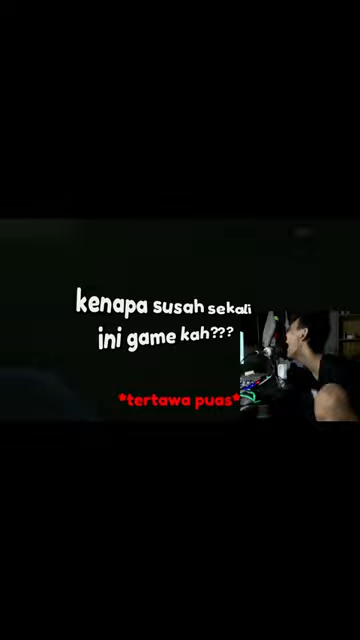 kenapa susah sekali
ini game kah???
*tertawa puas*